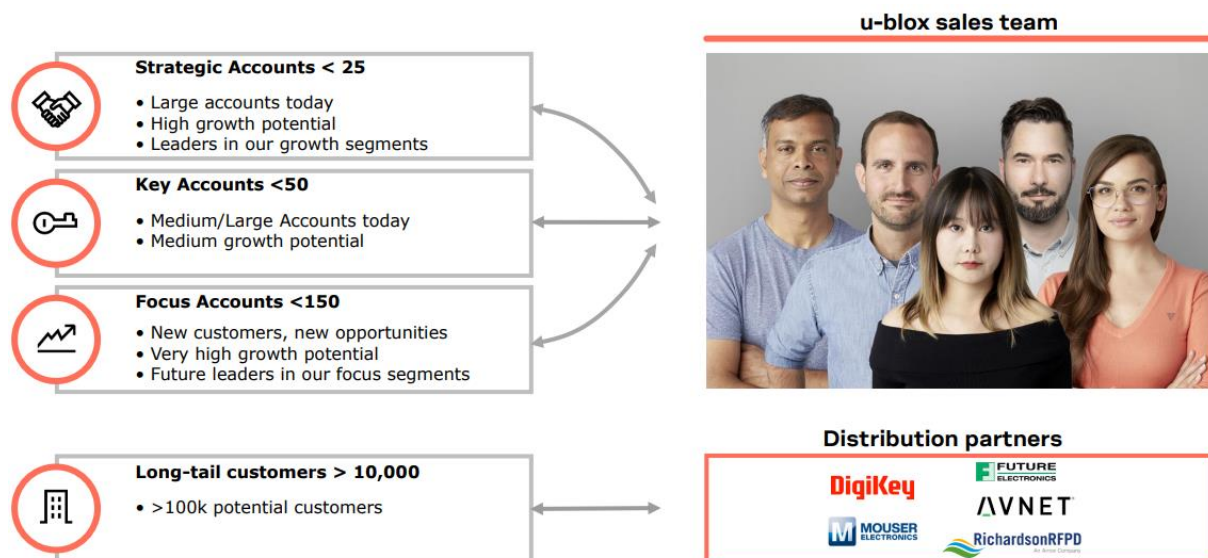 u-blox sales team
Strategic Accounts < 25
• Large accounts today
• High growth potential
• Leaders in our growth segments
Key Accounts <50
• Medium/Large Accounts today
• Medium growth potential
Focus Accounts <150
• New customers, new opportunities
• Very high growth potential
• Future leaders in our focus segments
Distribution partners
Long-tail customers > 10,000
• >100k potential customers
DigiKey
F FUTURE
ELECTRONICS
AVNET
M MOUSER
ELECTRONICS
RichardsonRFPD
An Arrow Company